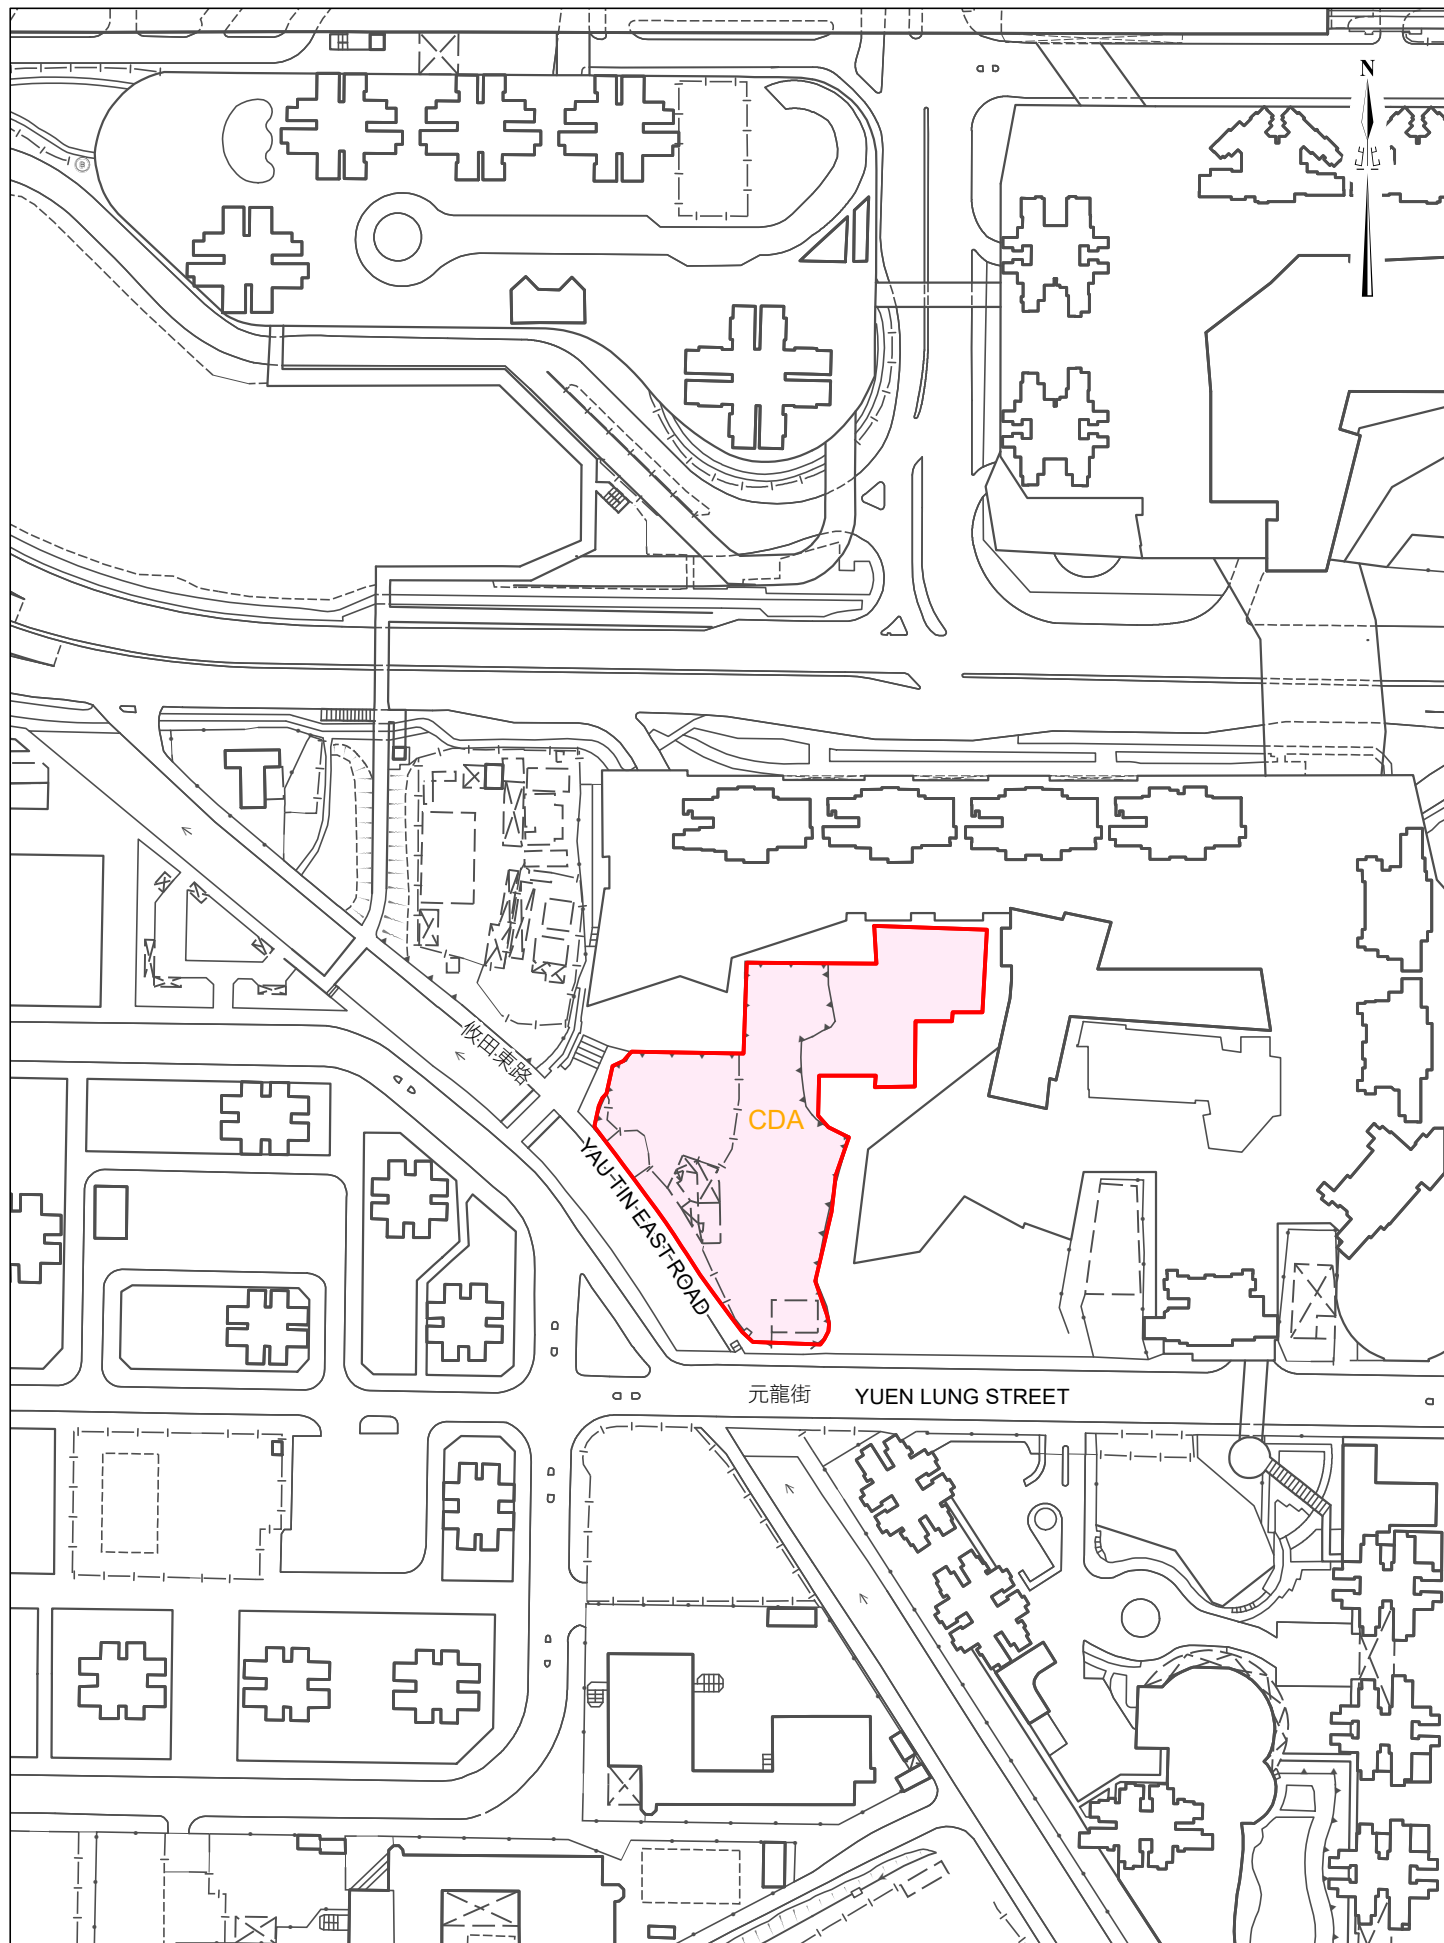 N
攸田東路
CDA
YAU TIN EAST ROAD
元龍街 YUEN LUNG STREET